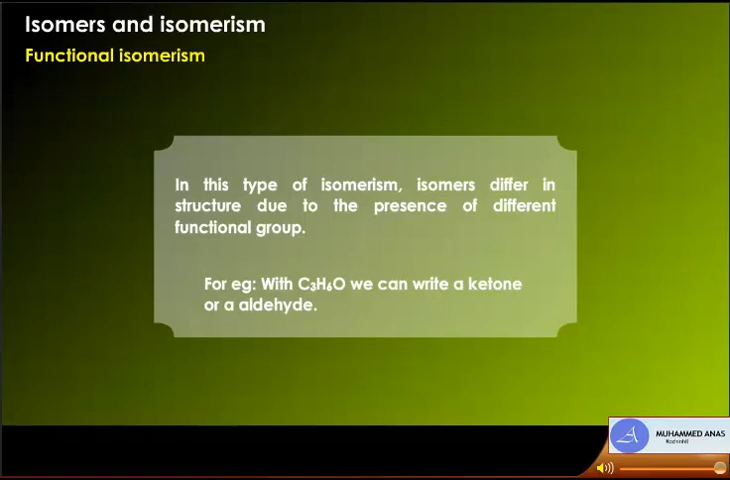 Isomers and isomerism
Functional isomerism
In this type of isomerism, isomers differ in
structure due to the presence of different
functional group.
For eg: With C₃H₆O we can write a ketone
or a aldehyde.
MUHAMMED ANAS